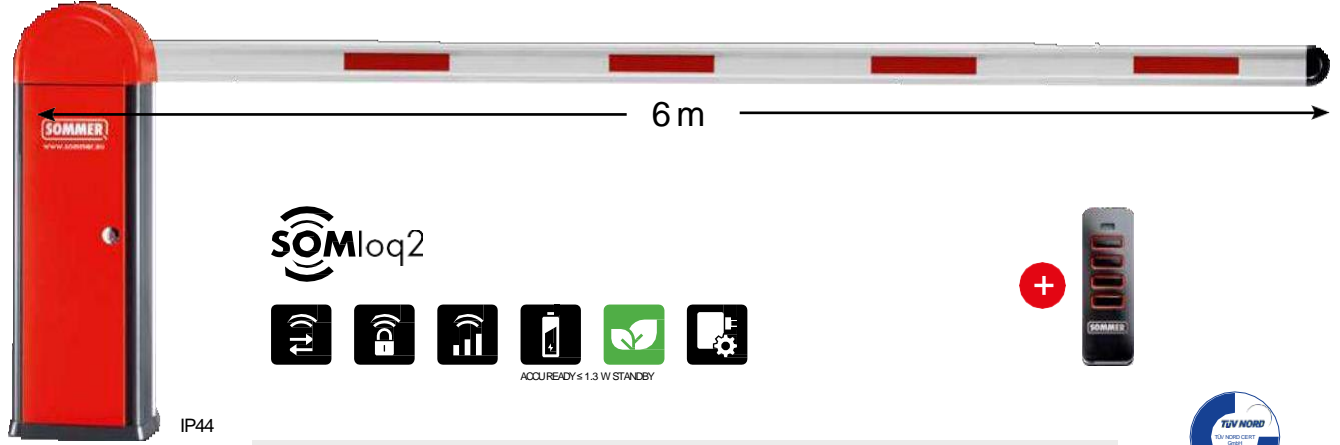 6 m
SOMMER
www.sommer.eu
SOMloq2
+
SOMMER
ACCU READY ≤ 1.3 W STANDBY
IP44
TÜV NORD
TÜV NORD CERT
GmbH